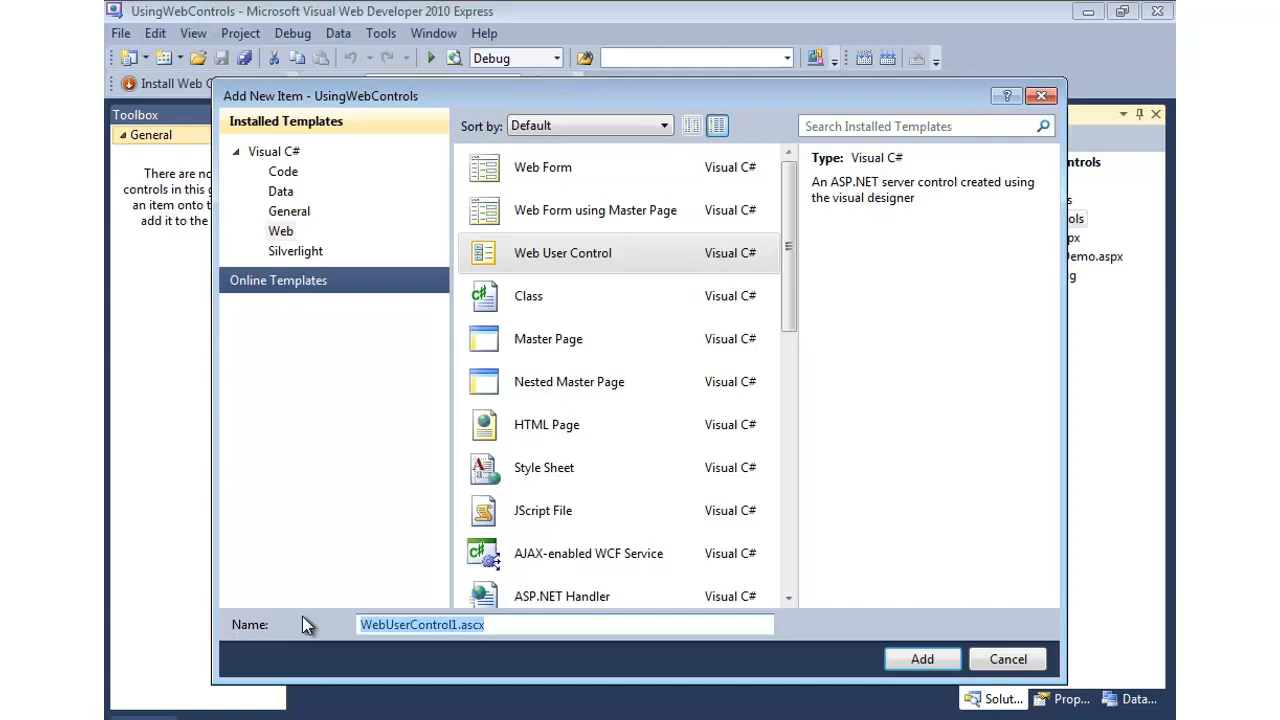 UsingWebControls - Microsoft Visual Web Developer 2010 Express
File Edit View Project Debug Data Tools Window Help
Debug
Install Web
Toolbox
General
There are no
controls in this g
an item onto t
add it to the
Add New Item - UsingWebControls
Installed Templates
Sort by: Default
Search Installed Templates
Visual C#
Code
Data
General
Web
Silverlight
Online Templates
Web Form Visual C#
Web Form using Master Page Visual C#
Web User Control Visual C#
Class Visual C#
Master Page Visual C#
Nested Master Page Visual C#
HTML Page Visual C#
Style Sheet Visual C#
JScript File Visual C#
AJAX-enabled WCF Service Visual C#
ASP.NET Handler Visual C#
Type: Visual C#
An ASP.NET server control created using
the visual designer
ntrols
s
ols
px
Demo.aspx
g
Name: WebUserControl1.ascx
Add Cancel
Solut... Prop... Data...